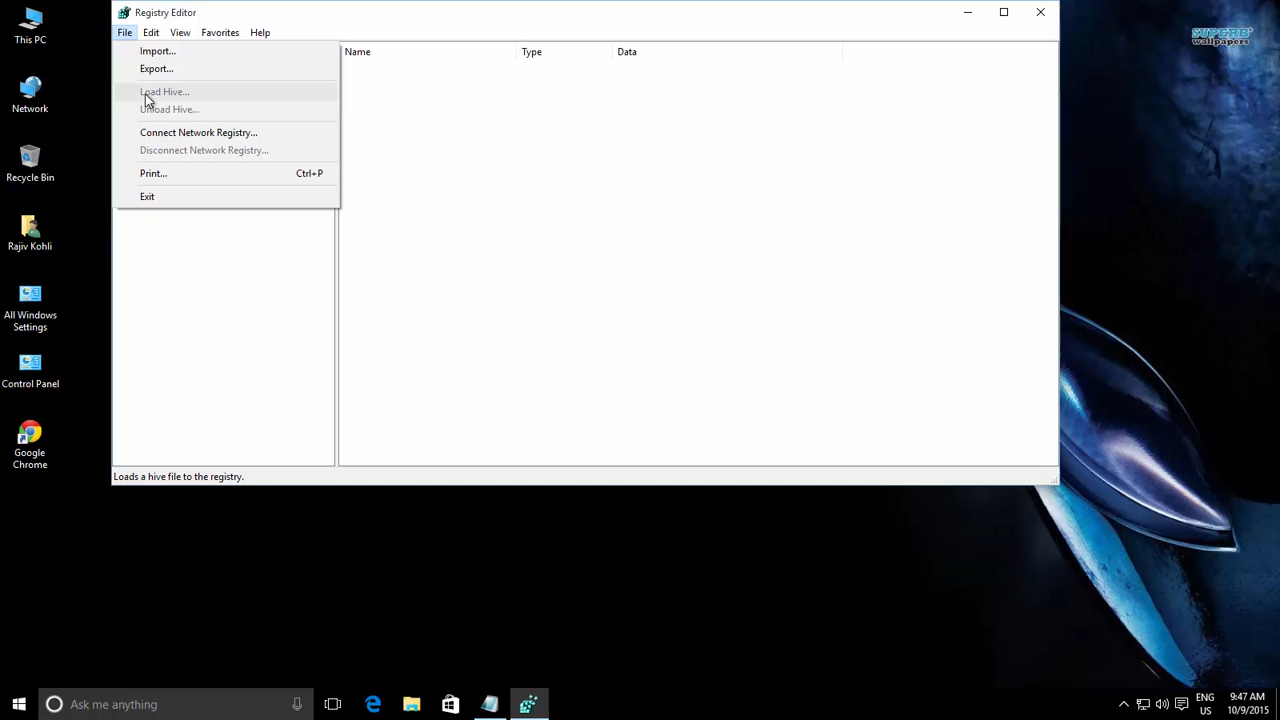 This PC
Network
Recycle Bin
Rajiv Kohli
All Windows
Settings
Control Panel
Google
Chrome
Registry Editor
File Edit View Favorites Help
Import...
Export...
Load Hive...
Unload Hive...
Connect Network Registry...
Disconnect Network Registry...
Print... Ctrl+P
Exit
Name Type Data
Loads a hive file to the registry.
SUPERB
wallpapers
Ask me anything
ENG
US
9:47 AM
10/9/2015